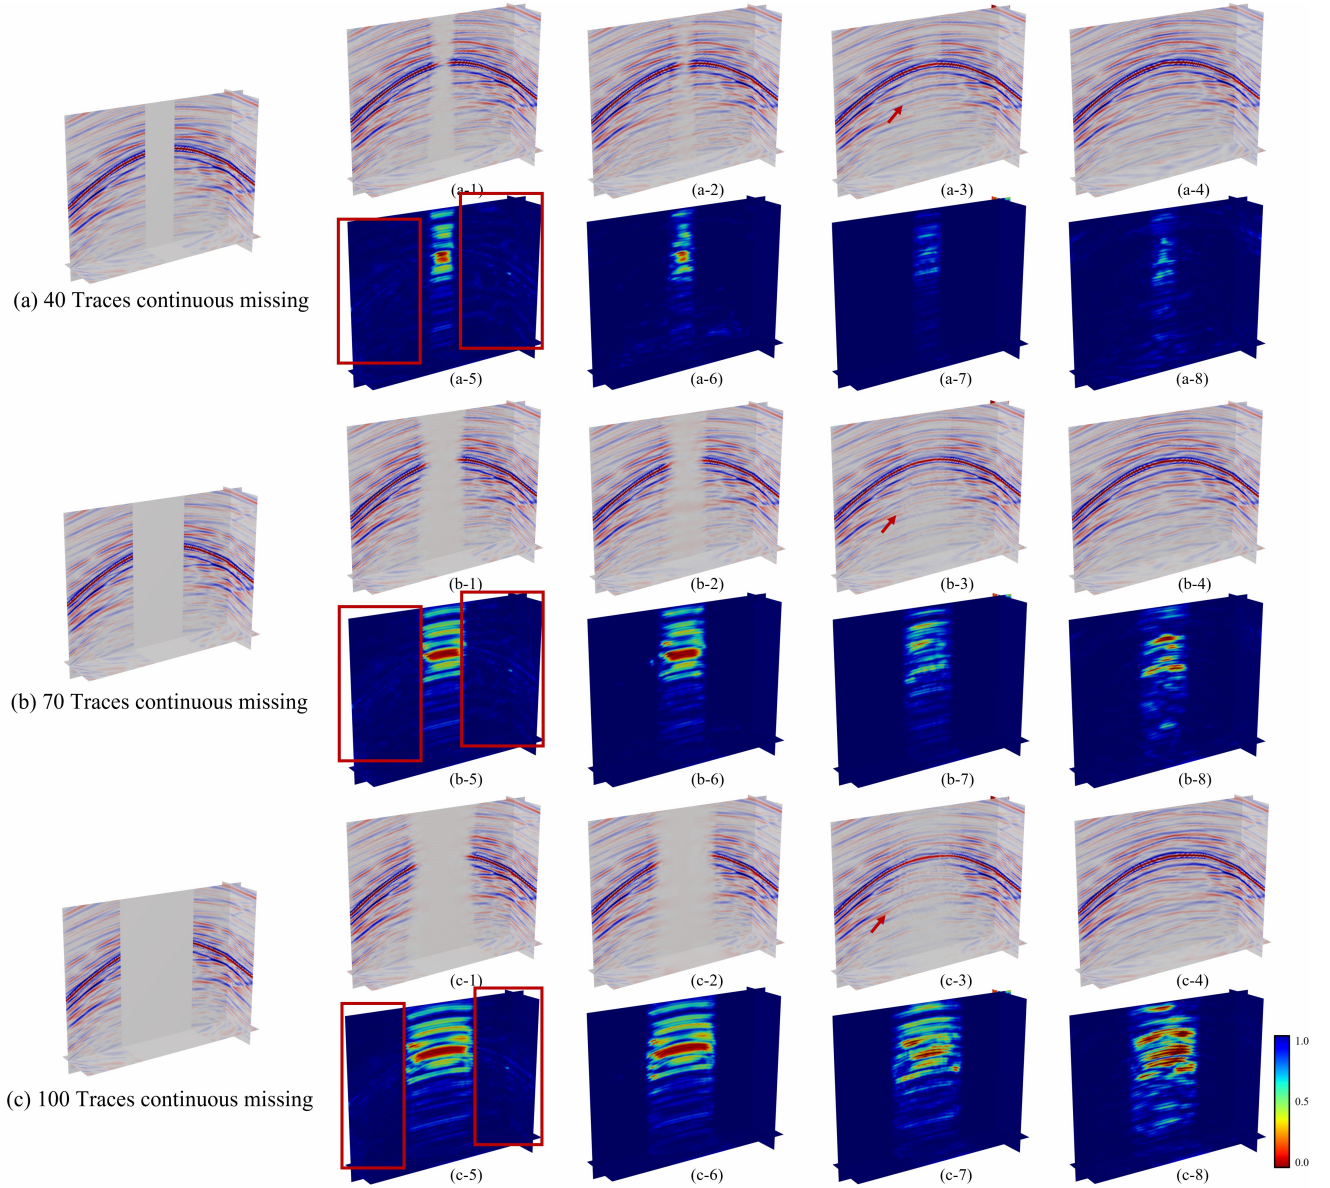 (a-1)
(a-2)
(a-3)
(a-4)
(a) 40 Traces continuous missing
(a-5)
(a-6)
(a-7)
(a-8)
(b-1)
(b-2)
(b-3)
(b-4)
(b) 70 Traces continuous missing
(b-5)
(b-6)
(b-7)
(b-8)
(c-1)
(c-2)
(c-3)
(c-4)
1.0
0.5
0.0
(c) 100 Traces continuous missing
(c-5)
(c-6)
(c-7)
(c-8)